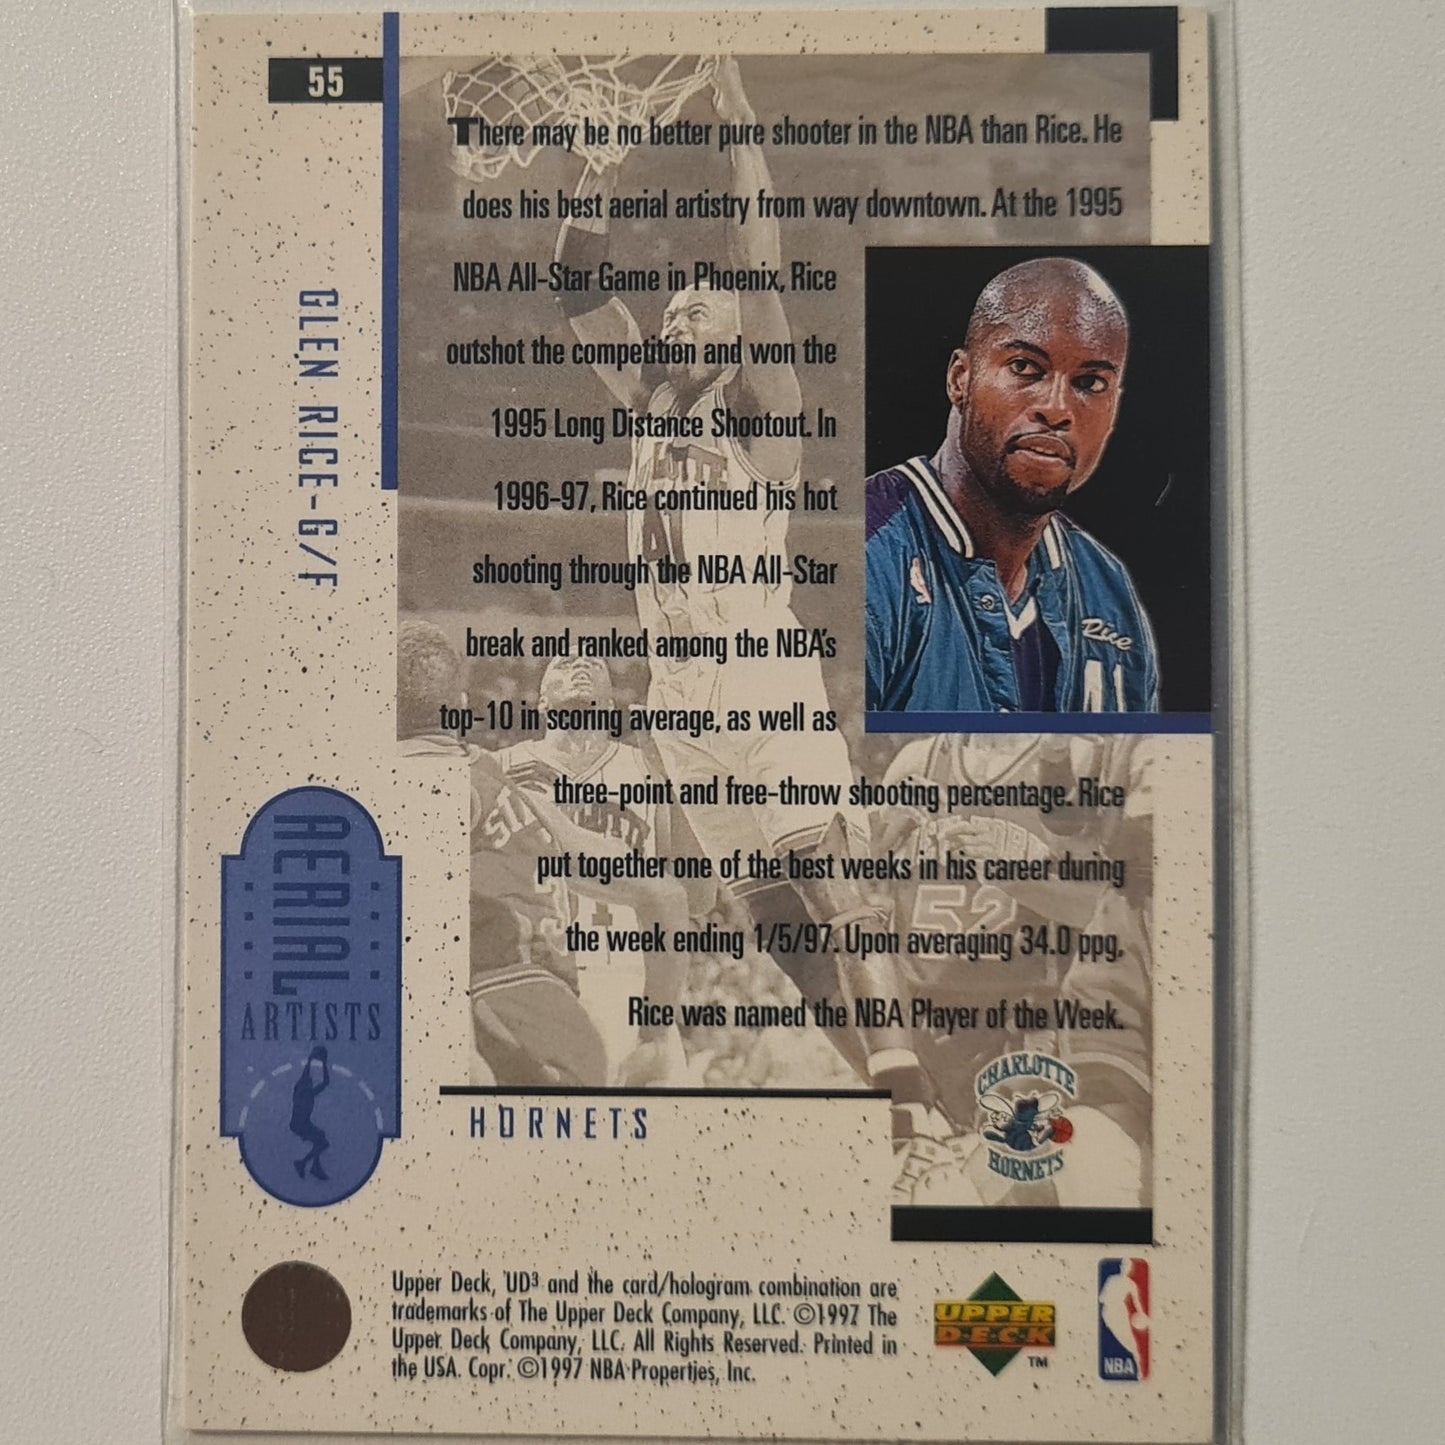 55
There may be no better pure shooter in the NBA than Rice. He
does his best aerial artistry from way downtown. At the 1995
NBA All-Star Game in Phoenix, Rice
outshot the competition and won the
1995 Long Distance Shootout. In
1996-97, Rice continued his hot
shooting through the NBA All-Star
break and ranked among the NBA's
top-10 in scoring average, as well as
three-point and free-throw shooting percentage. Rice
put together one of the best weeks in his career during
the week ending 1/5/97. Upon averaging 34.0 ppg,
Rice was named the NBA Player of the Week.
GLEN RICE-G/F
Rice
41
52
AERIAL
ARTISTS
HORNETS
CHARLOTTE
HORNETS
Upper Deck, UD³ and the card/hologram combination are
trademarks of The Upper Deck Company, LLC. ©1997 The
Upper Deck Company, LLC. All Rights Reserved. Printed in
the USA. Copr. ©1997 NBA Properties, Inc.
UPPER
DECK
TM
NBA